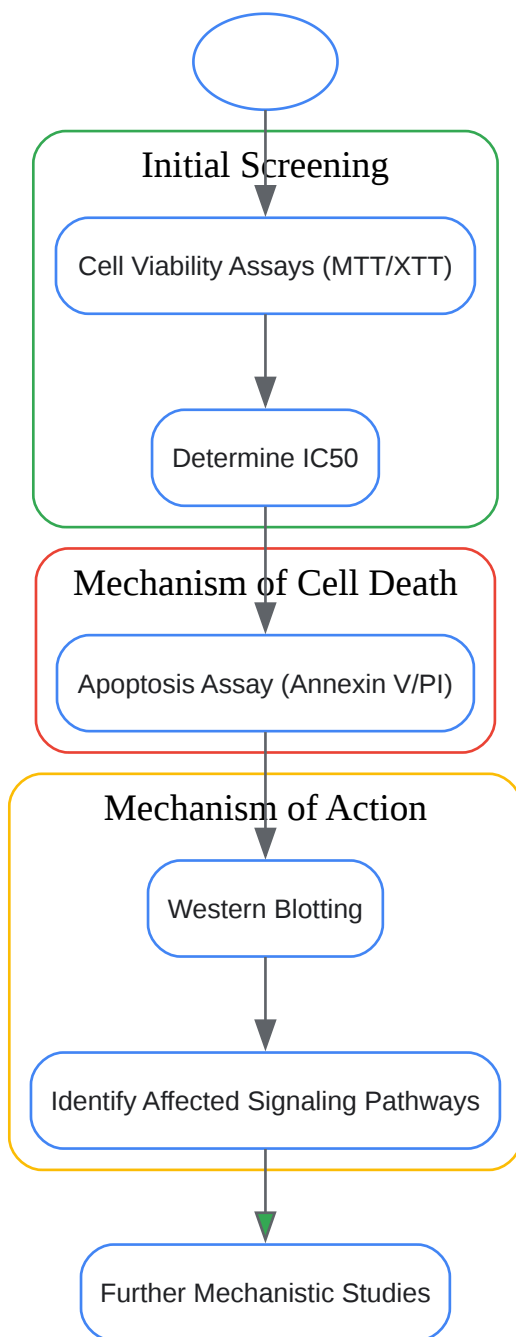 Initial Screening
Cell Viability Assays (MTT/XTT)
Determine IC50
Mechanism of Cell Death
Apoptosis Assay (Annexin V/PI)
Mechanism of Action
Western Blotting
Identify Affected Signaling Pathways
Further Mechanistic Studies